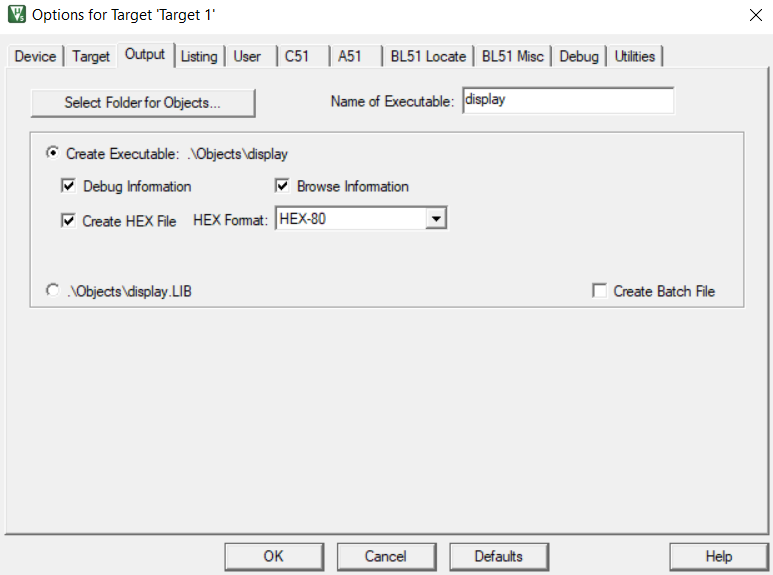 Options for Target 'Target 1'
Device Target Output Listing User C51 A51 BL51 Locate BL51 Misc Debug Utilities
Select Folder for Objects... Name of Executable: display
Create Executable: .\Objects\display
Debug Information Browse Information
Create HEX File HEX Format: HEX-80
.\Objects\display.LIB Create Batch File
OK Cancel Defaults Help